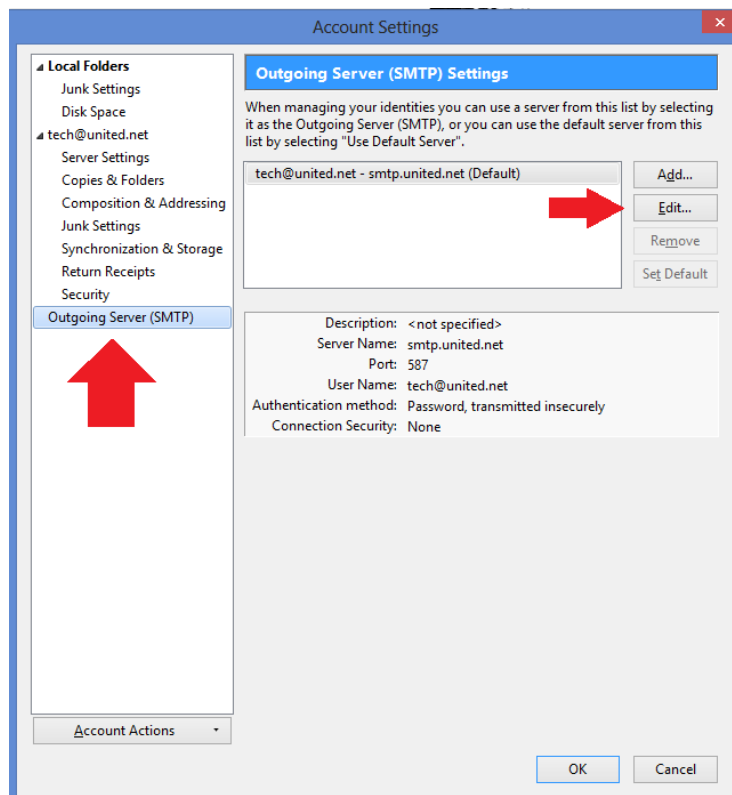 Account Settings
Local Folders
Junk Settings
Disk Space
tech@united.net
Server Settings
Copies & Folders
Composition & Addressing
Junk Settings
Synchronization & Storage
Return Receipts
Security
Outgoing Server (SMTP)
Account Actions
Outgoing Server (SMTP) Settings
When managing your identities you can use a server from this list by selecting
it as the Outgoing Server (SMTP), or you can use the default server from this
list by selecting "Use Default Server".
tech@united.net - smtp.united.net (Default)
Add...
Edit...
Remove
Set Default
Description: <not specified>
Server Name: smtp.united.net
Port: 587
User Name: tech@united.net
Authentication method: Password, transmitted insecurely
Connection Security: None
OK
Cancel